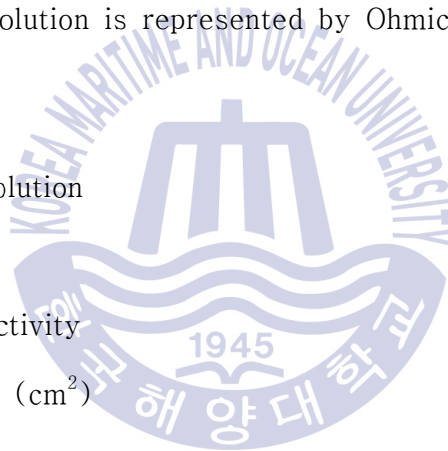 olution is represented by Ohmic
KOREA MARITIME AND OCEAN UNIVERSITY
olution
ctivity
1945
(cm²)
국해양대학교